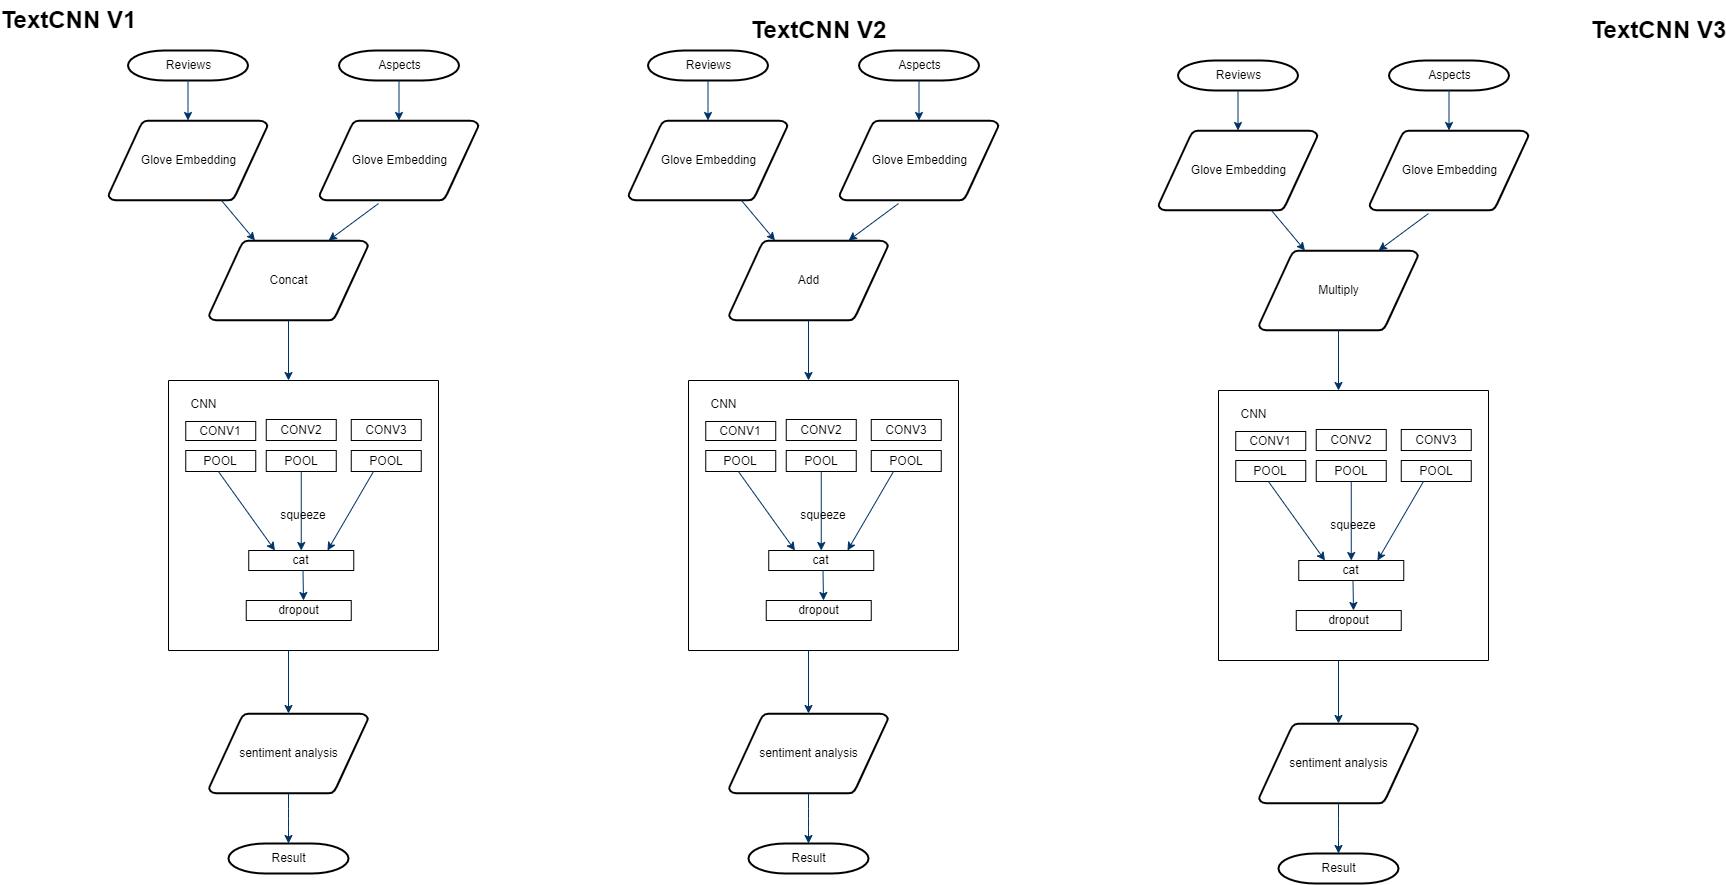 TextCNN V1
Reviews
Aspects
Glove Embedding
Glove Embedding
Concat
CNN
CONV1
CONV2
CONV3
POOL
POOL
POOL
squeeze
cat
dropout
sentiment analysis
Result
TextCNN V2
Reviews
Aspects
Glove Embedding
Glove Embedding
Add
CNN
CONV1
CONV2
CONV3
POOL
POOL
POOL
squeeze
cat
dropout
sentiment analysis
Result
TextCNN V3
Reviews
Aspects
Glove Embedding
Glove Embedding
Multiply
CNN
CONV1
CONV2
CONV3
POOL
POOL
POOL
squeeze
cat
dropout
sentiment analysis
Result